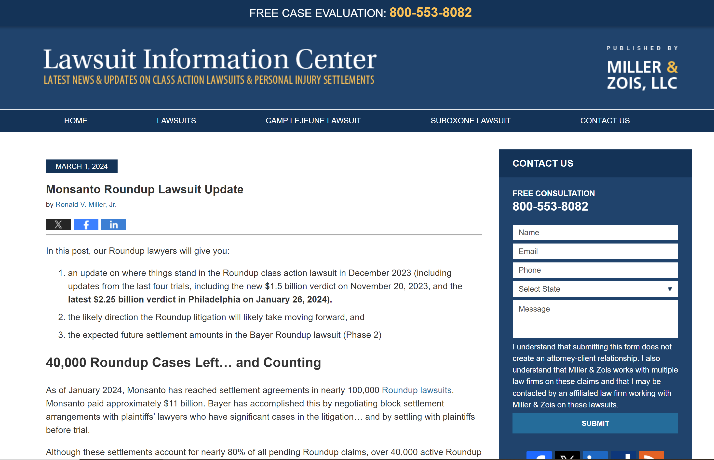 FREE CASE EVALUATION: 800-553-8082
Lawsuit Information Center
LATEST NEWS & UPDATES ON CLASS ACTION LAWSUITS & PERSONAL INJURY SETTLEMENTS
PUBLISHED BY
MILLER &
ZOIS, LLC
HOME
LAWSUITS
CAMP LEJEUNE LAWSUIT
SUBOXONE LAWSUIT
CONTACT US
MARCH 1, 2024
Monsanto Roundup Lawsuit Update
by Ronald V. Miller, Jr.
In this post, our Roundup lawyers will give you:
1. an update on where things stand in the Roundup class action lawsuit in December 2023 (including
updates from the last four trials, including the new $1.5 billion verdict on November 20, 2023, and the
latest $2.25 billion verdict in Philadelphia on January 26, 2024).
2. the likely direction the Roundup litigation will likely take moving forward, and
3. the expected future settlement amounts in the Bayer Roundup lawsuit (Phase 2)
40,000 Roundup Cases Left… and Counting
As of January 2024, Monsanto has reached settlement agreements in nearly 100,000 Roundup lawsuits.
Monsanto paid approximately $11 billion. Bayer has accomplished this by negotiating block settlement
arrangements with plaintiffs' lawyers who have significant cases in the litigation… and by settling with plaintiffs
before trial.
Although these settlements account for nearly 80% of all pending Roundup claims, over 40,000 active Roundup
CONTACT US
FREE CONSULTATION
800-553-8082
Name
Email
Phone
Select State
Message
I understand that submitting this form does not
create an attorney-client relationship. I also
understand that Miller & Zois works with multiple
law firms on these claims and that I may be
contacted by an affiliated law firm working with
Miller & Zois on these lawsuits.
SUBMIT